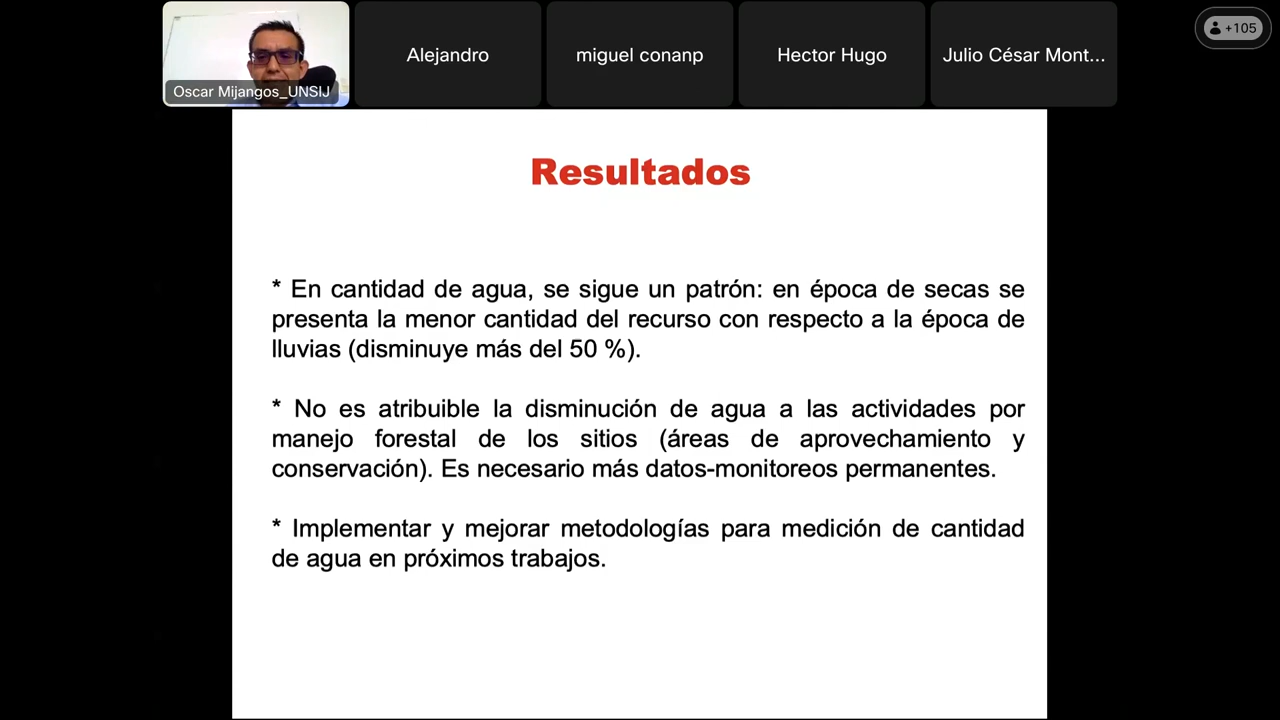 Oscar Mijangos_UNSIJ
Alejandro
miguel conanp
Hector Hugo
Julio César Mont...
+105
Resultados
* En cantidad de agua, se sigue un patrón: en época de secas se
presenta la menor cantidad del recurso con respecto a la época de
lluvias (disminuye más del 50 %).
* No es atribuible la disminución de agua a las actividades por
manejo forestal de los sitios (áreas de aprovechamiento y
conservación). Es necesario más datos-monitoreos permanentes.
* Implementar y mejorar metodologías para medición de cantidad
de agua en próximos trabajos.